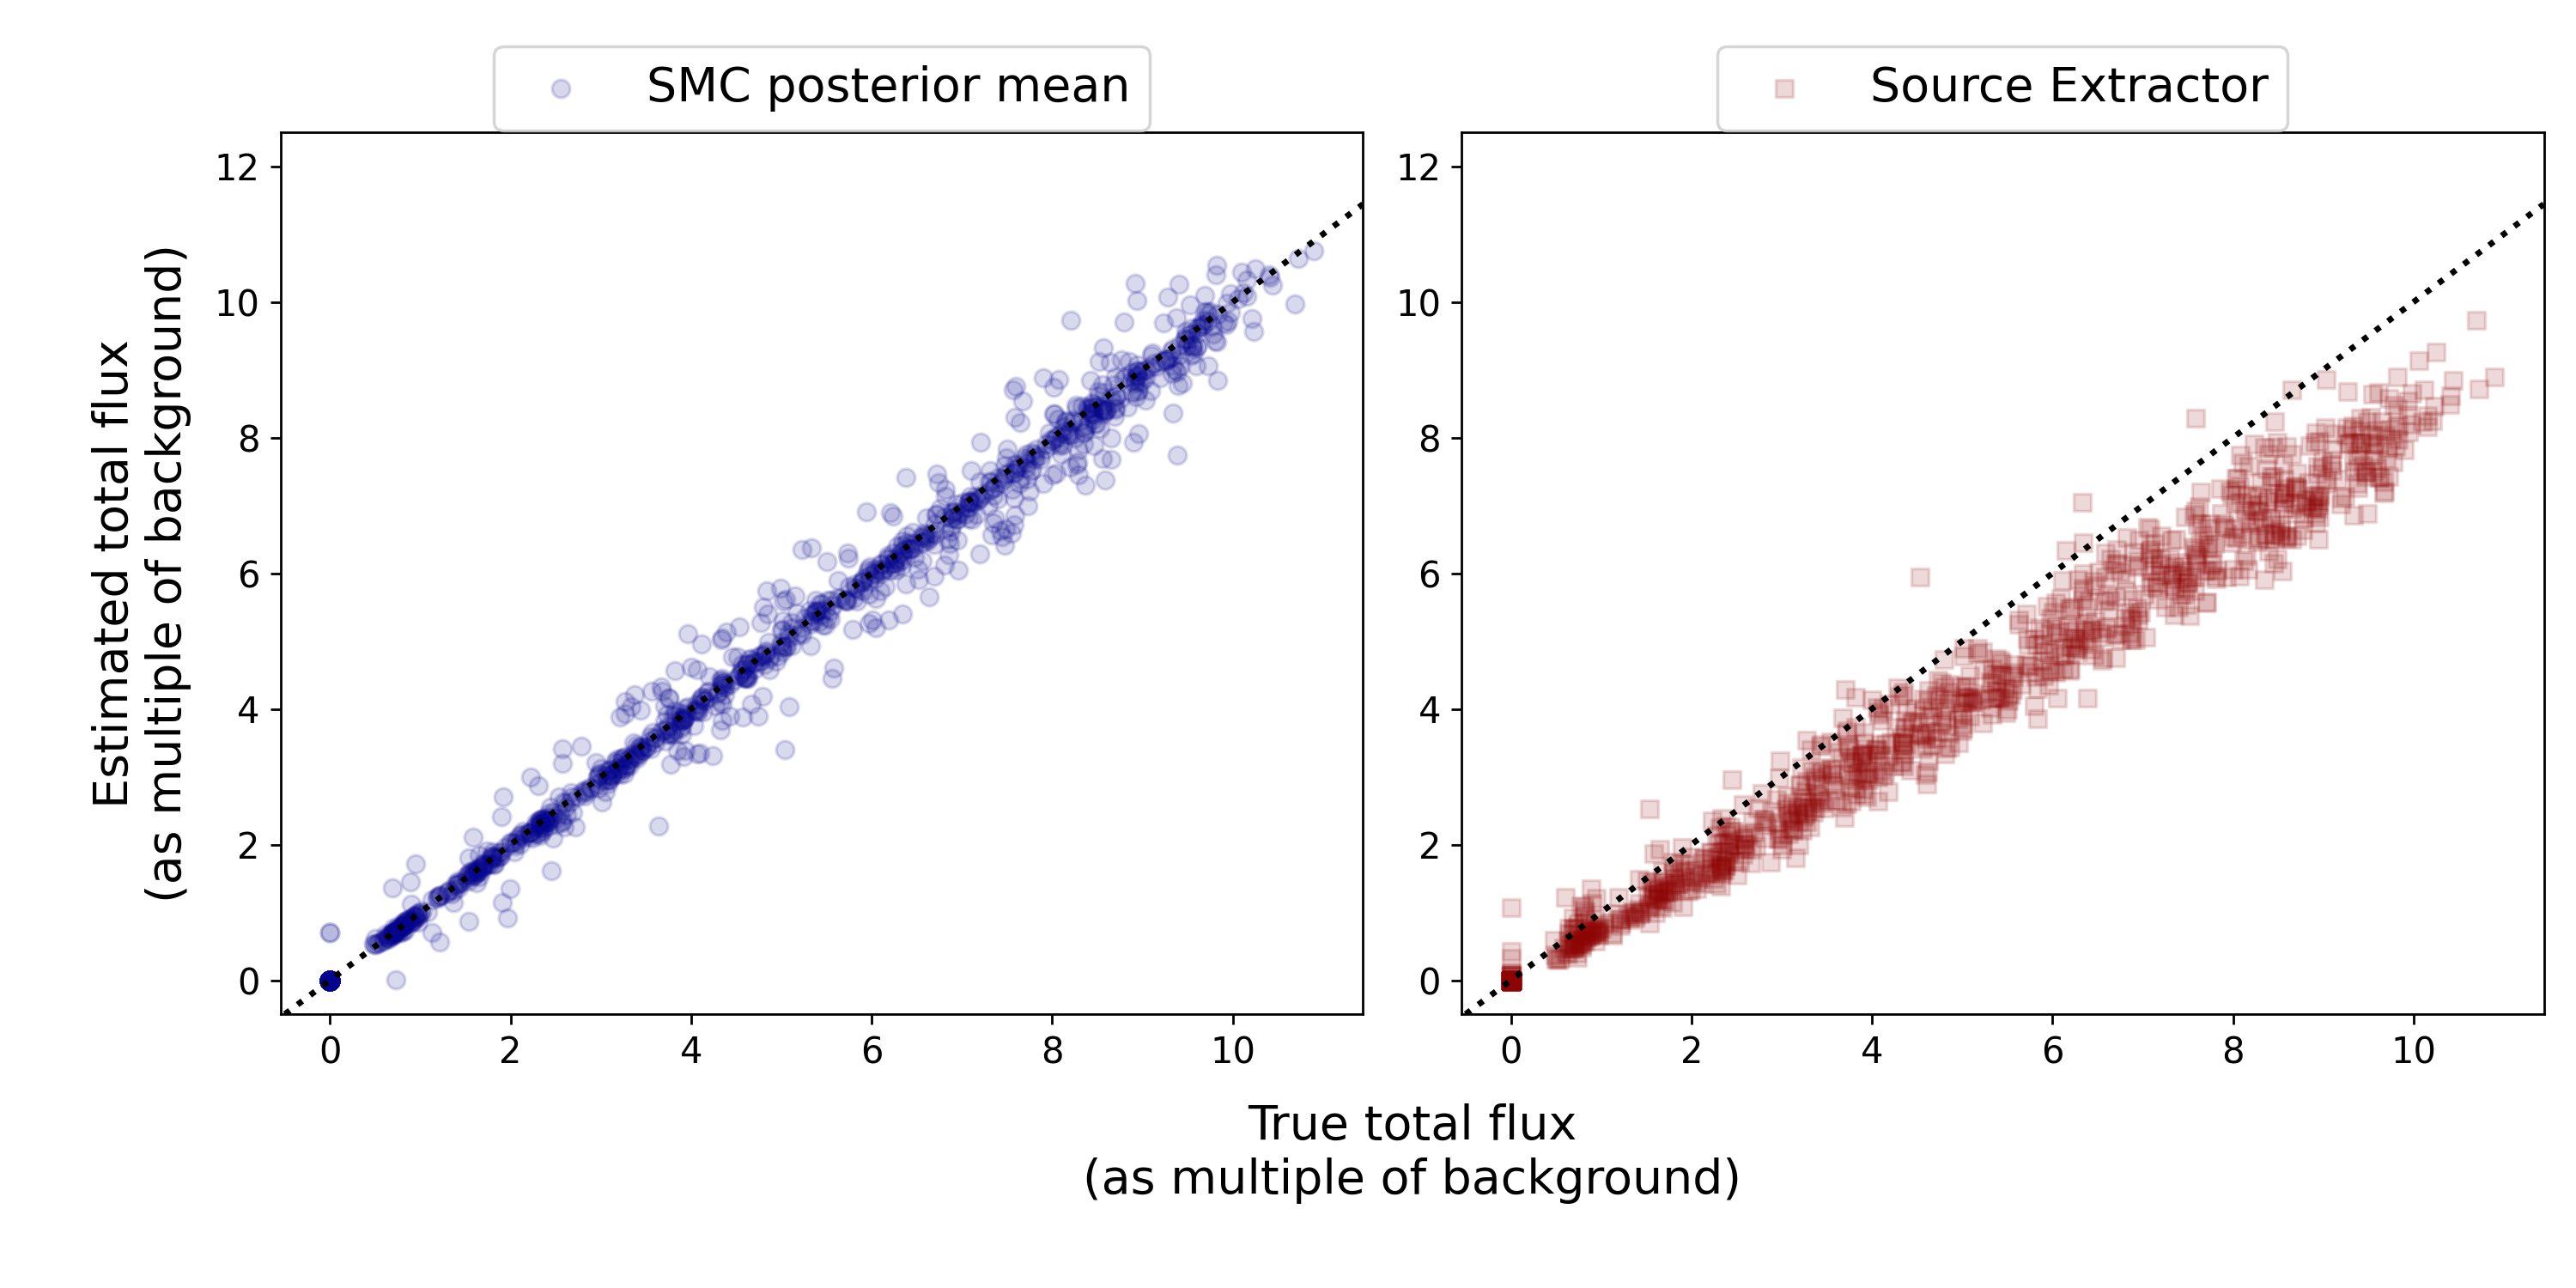 SMC posterior mean
Source Extractor
Estimated total flux
(as multiple of background)
12
10
8
6
4
2
0
0 2 4 6 8 10
12
10
8
6
4
2
0
0 2 4 6 8 10
True total flux
(as multiple of background)